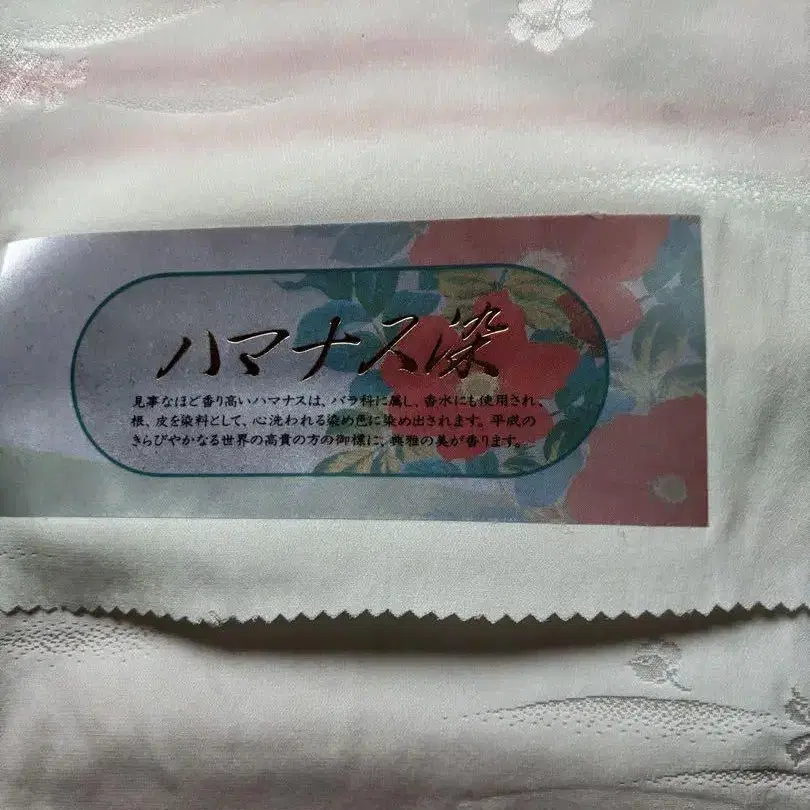 ハマナス染
見事なほど香り高いハマナスは、バラ科に属し、香水にも使用され、
根、皮を染料として、心洗われる染め色に染め出されます。平成の
きらびやかなる世界の高貴の方の御様に、典雅の美が香ります。